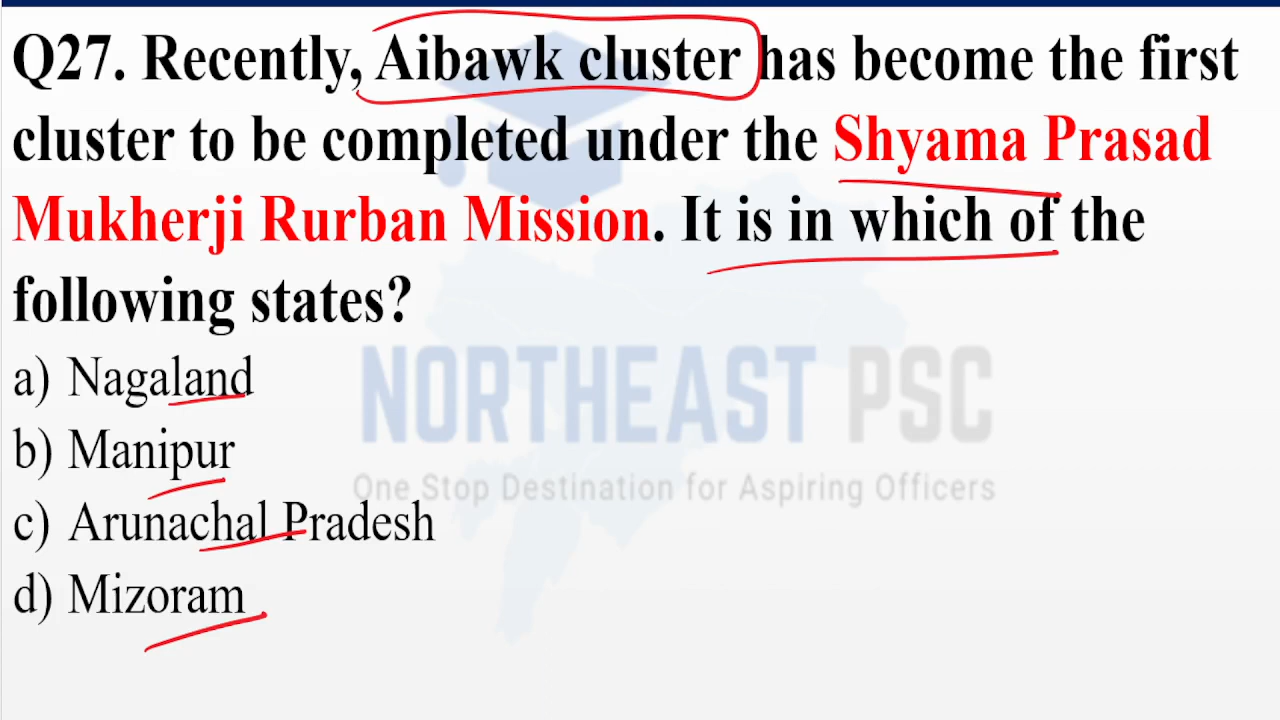 Q27. Recently, Aibawk cluster has become the first
cluster to be completed under the Shyama Prasad
Mukherji Rurban Mission. It is in which of the
following states?
a) Nagaland
b) Manipur
c) Arunachal Pradesh
d) Mizoram
NORTHEAST PSC
One Stop Destination for Aspiring Officers